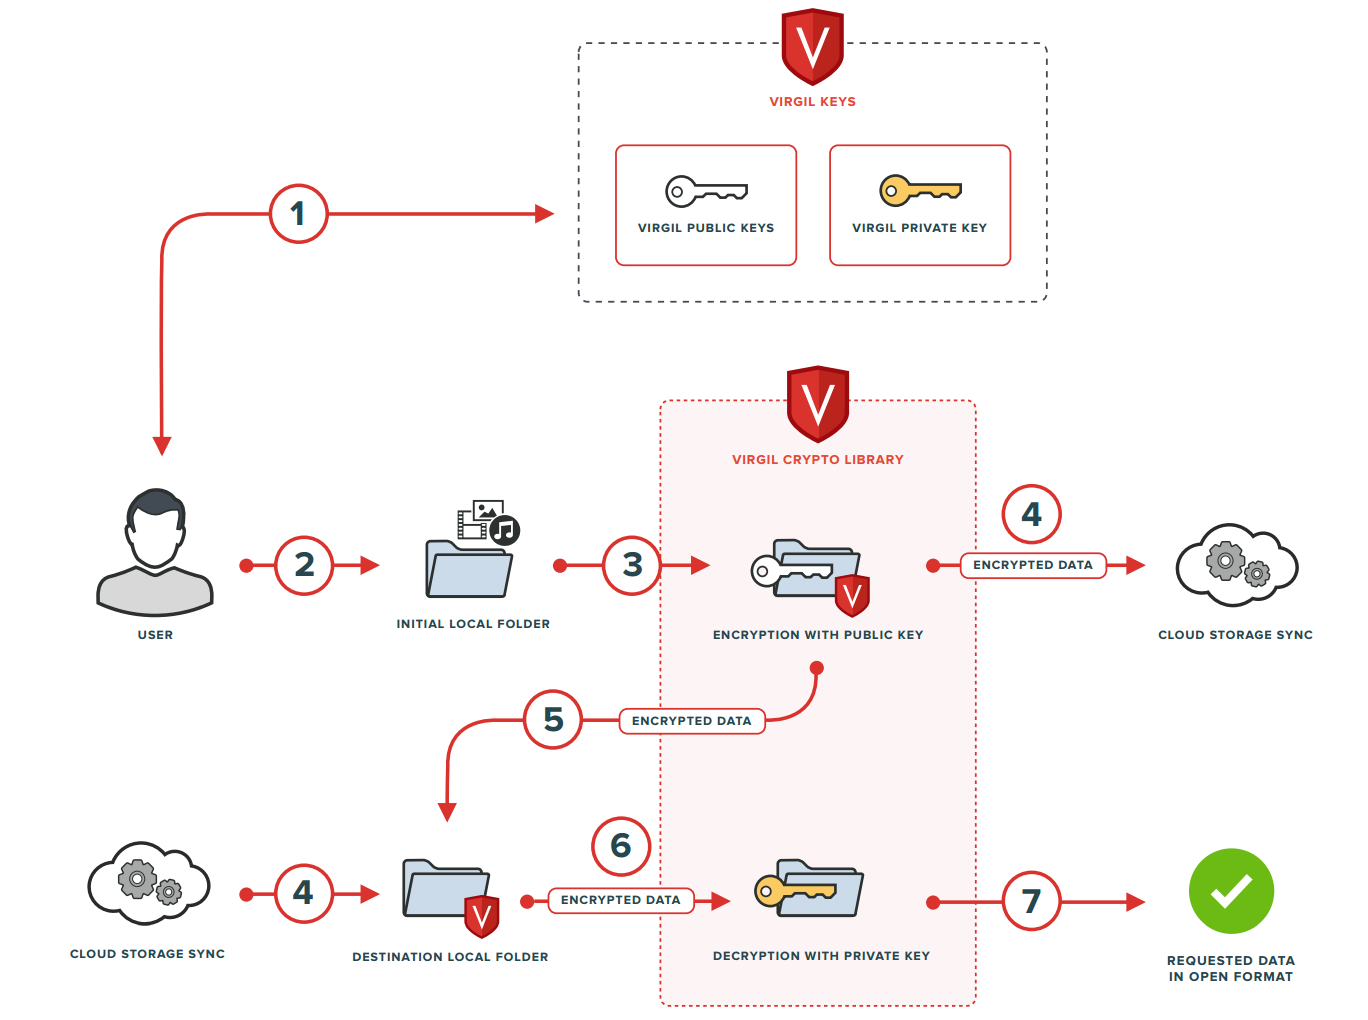 V
VIRGIL KEYS
VIRGIL PUBLIC KEYS
VIRGIL PRIVATE KEY
1
V
VIRGIL CRYPTO LIBRARY
USER
2
INITIAL LOCAL FOLDER
3
V
ENCRYPTION WITH PUBLIC KEY
4
ENCRYPTED DATA
CLOUD STORAGE SYNC
5
ENCRYPTED DATA
CLOUD STORAGE SYNC
4
V
DESTINATION LOCAL FOLDER
6
ENCRYPTED DATA
DECRYPTION WITH PRIVATE KEY
7
REQUESTED DATA
IN OPEN FORMAT